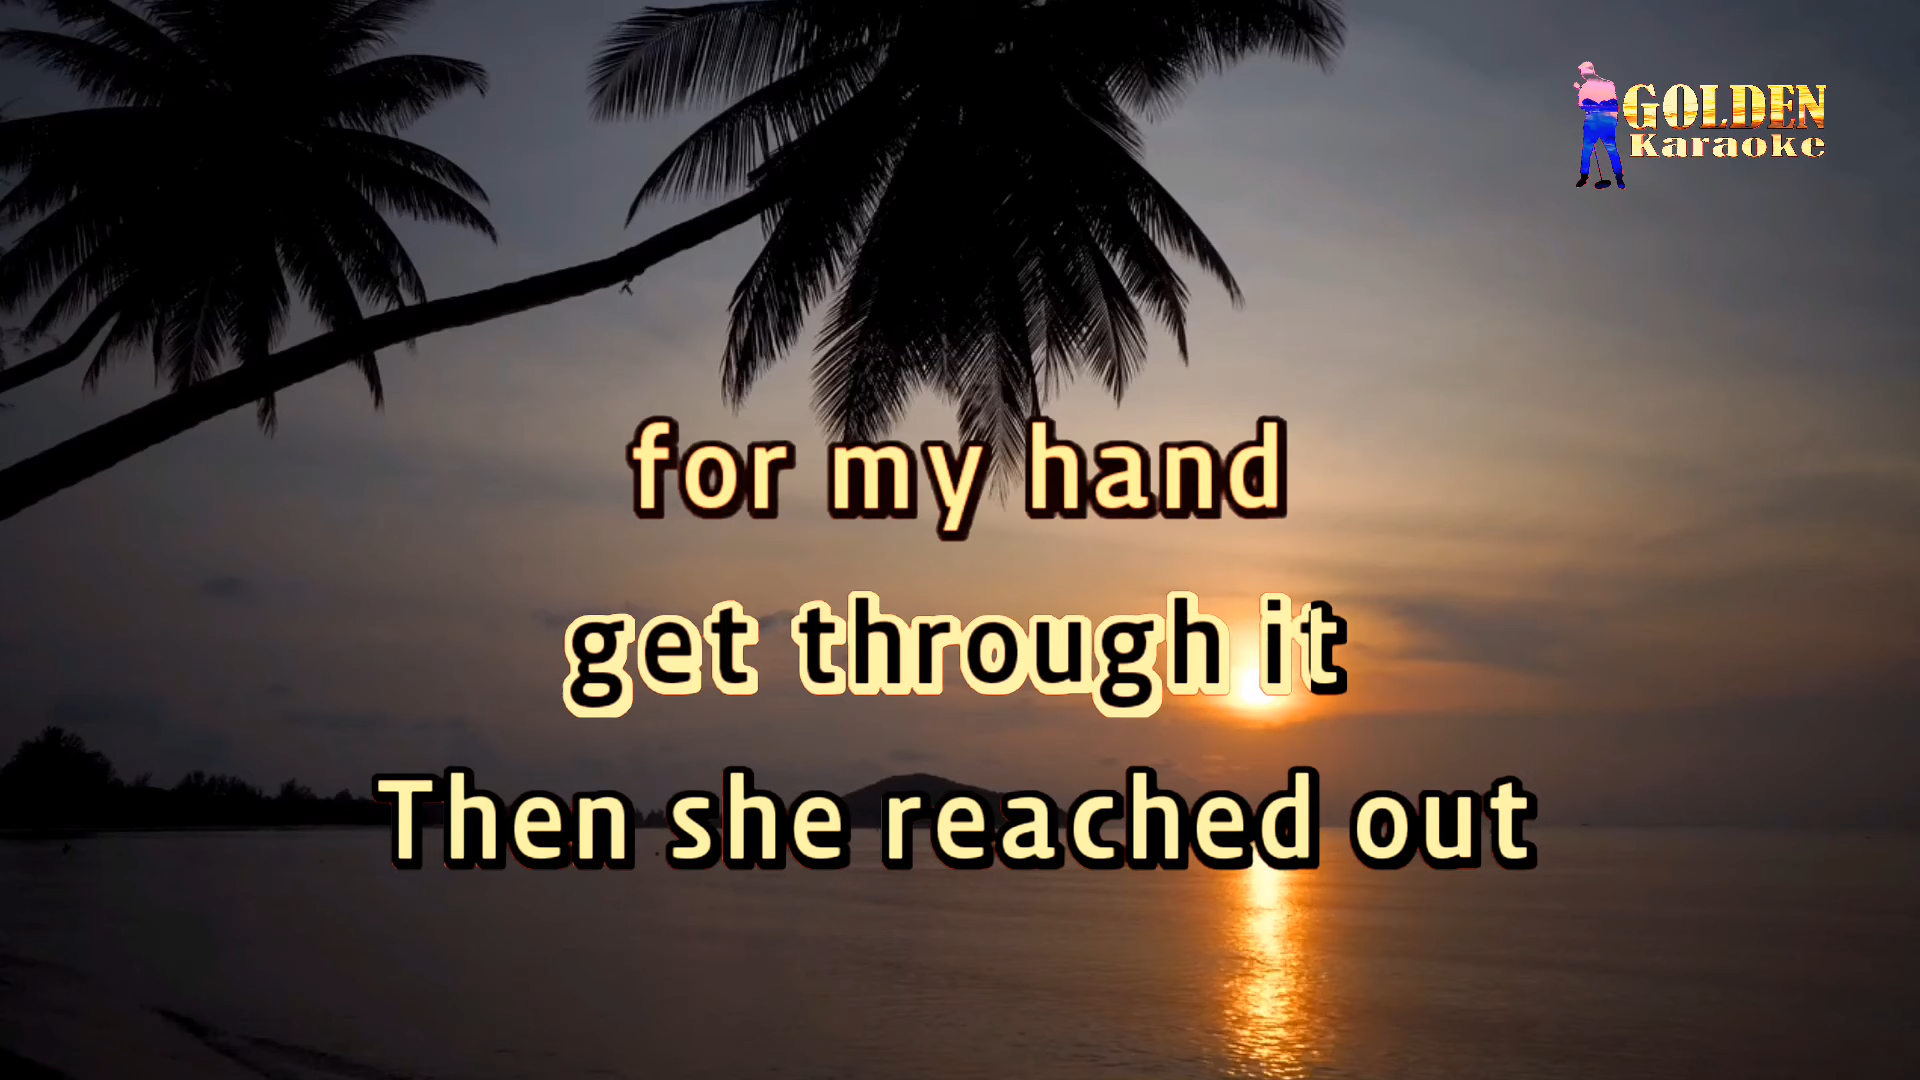 GOLDEN
Karaoke
for my hand
get through it
Then she reached out